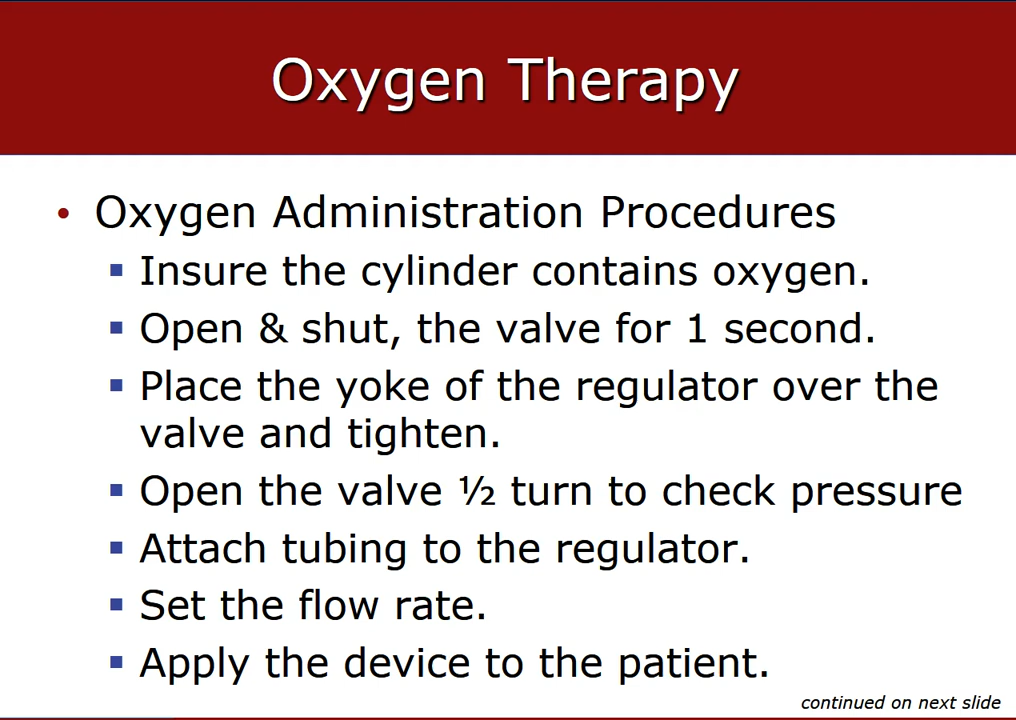 Oxygen Therapy
• Oxygen Administration Procedures
▪ Insure the cylinder contains oxygen.
▪ Open & shut, the valve for 1 second.
▪ Place the yoke of the regulator over the
valve and tighten.
▪ Open the valve ½ turn to check pressure
▪ Attach tubing to the regulator.
▪ Set the flow rate.
▪ Apply the device to the patient.
continued on next slide